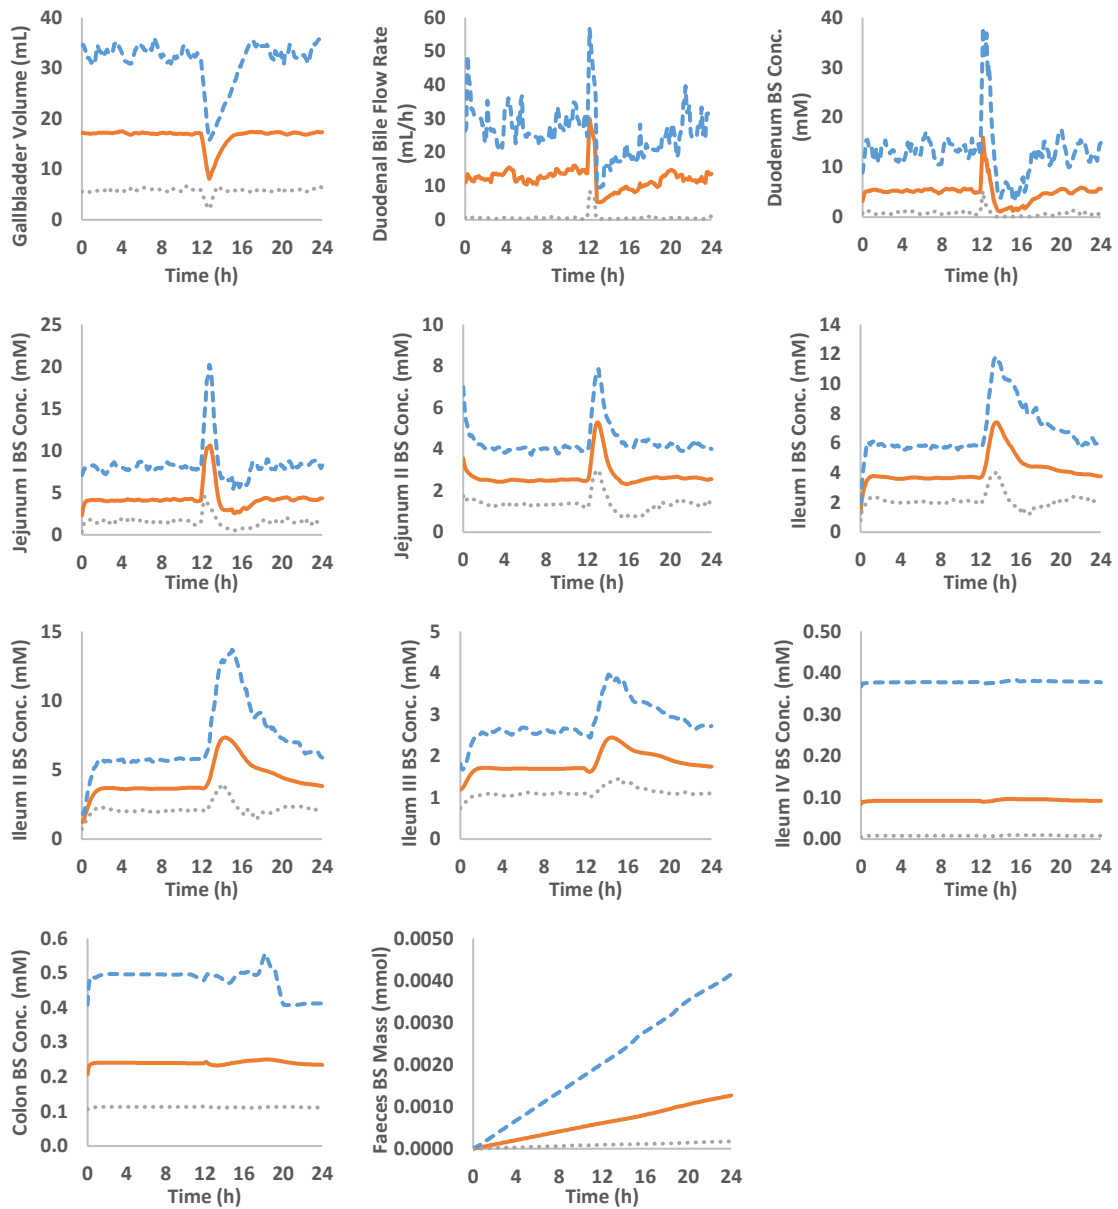 Gallbladder Volume (mL)
40
30
20
10
0
0 4 8 12 16 20 24
Time (h)
Duodenal Bile Flow Rate
(mL/h)
60
50
40
30
20
10
0
0 4 8 12 16 20 24
Time (h)
Duodenum BS Conc.
(mM)
40
30
20
10
0
0 4 8 12 16 20 24
Time (h)
Jejunum I BS Conc. (mM)
25
20
15
10
5
0
0 4 8 12 16 20 24
Time (h)
Jejunum II BS Conc. (mM)
10
8
6
4
2
0
0 4 8 12 16 20 24
Time (h)
Ileum I BS Conc. (mM)
14
12
10
8
6
4
2
0
0 4 8 12 16 20 24
Time (h)
Ileum II BS Conc. (mM)
15
10
5
0
0 4 8 12 16 20 24
Time (h)
Ileum III BS Conc. (mM)
5
4
3
2
1
0
0 4 8 12 16 20 24
Time (h)
Ileum IV BS Conc. (mM)
0.50
0.40
0.30
0.20
0.10
0.00
0 4 8 12 16 20 24
Time (h)
Colon BS Conc. (mM)
0.6
0.5
0.4
0.3
0.2
0.1
0.0
0 4 8 12 16 20 24
Time (h)
Faeces BS Mass (mmol)
0.0050
0.0040
0.0030
0.0020
0.0010
0.0000
0 4 8 12 16 20 24
Time (h)